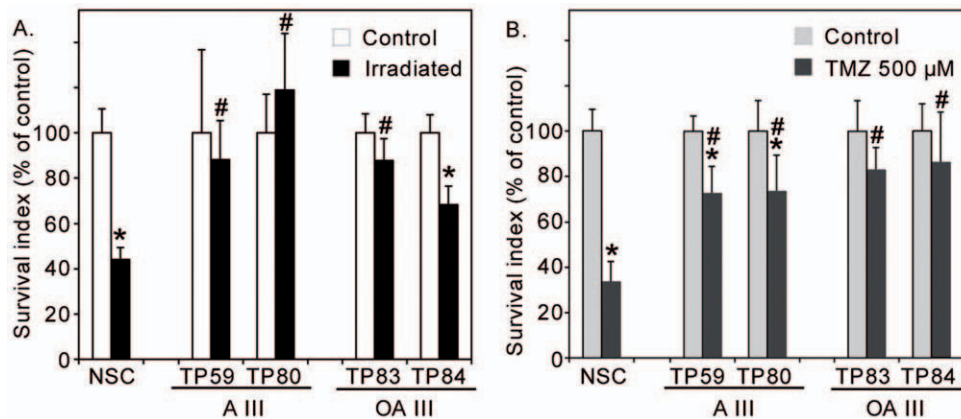 A.
Survival index (% of control)
100
80
60
40
20
0
Control
Irradiated
*
#
#
#
*
NSC
TP59
TP80
TP83
TP84
A III
OA III
B.
Survival index (% of control)
100
80
60
40
20
0
Control
TMZ 500 µM
*
#
*
#
*
#
#
NSC
TP59
TP80
TP83
TP84
A III
OA III